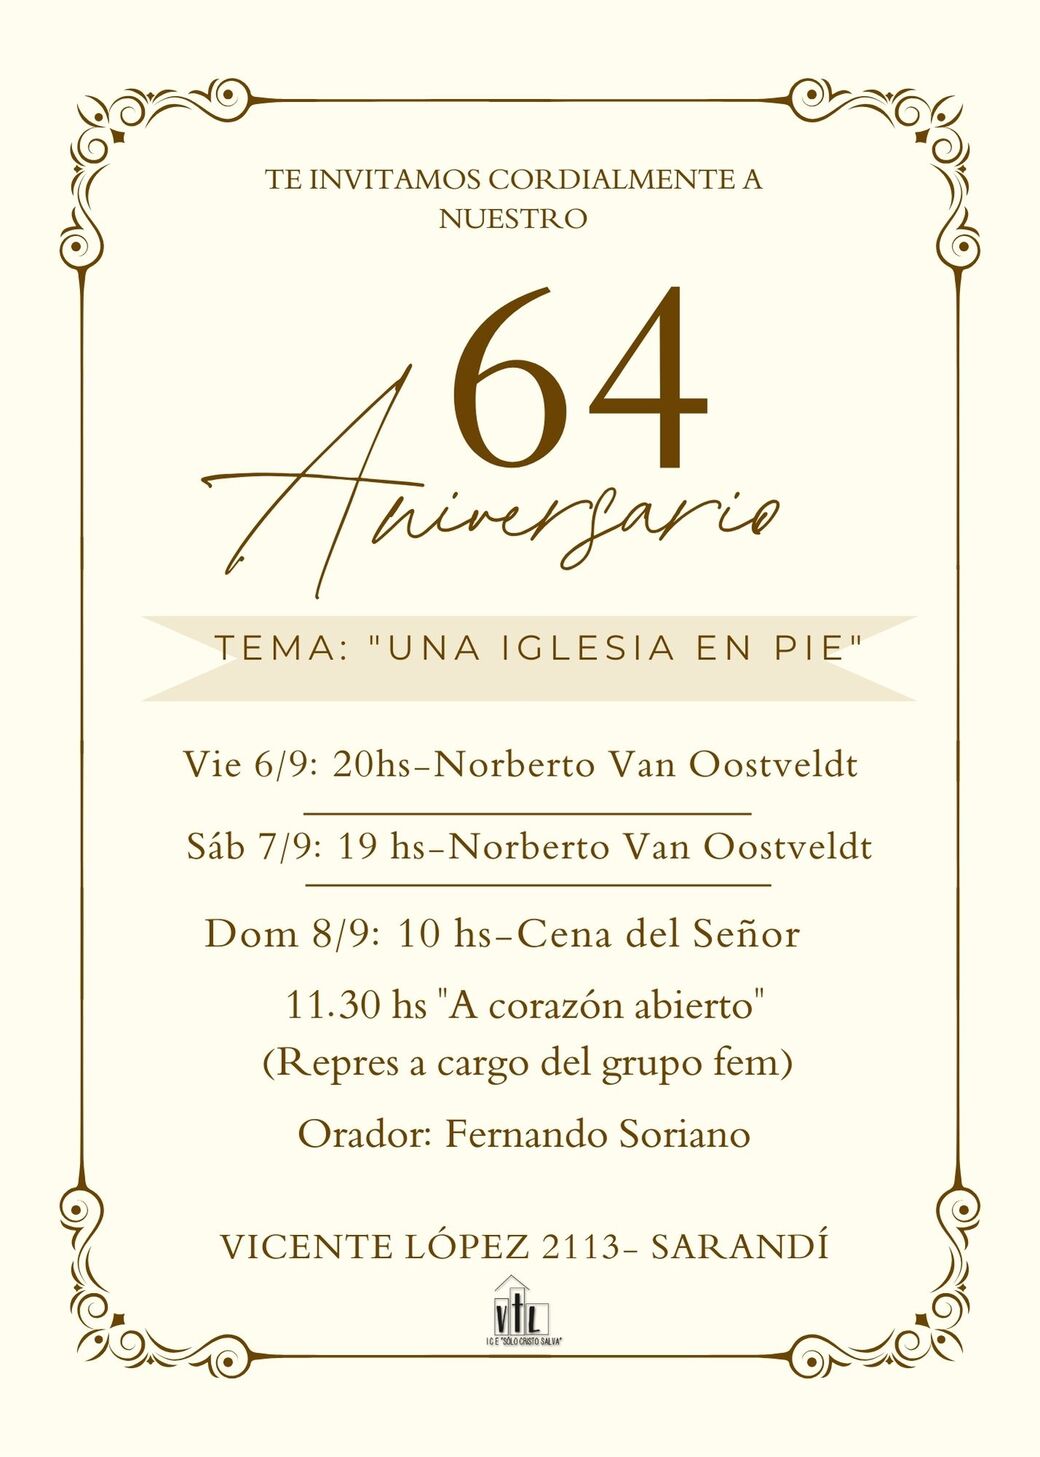 TE INVITAMOS CORDIALMENTE A
NUESTRO
64
Aniversario
TEMA: "UNA IGLESIA EN PIE"
Vie 6/9: 20hs-Norberto Van Oostveldt
Sáb 7/9: 19 hs-Norberto Van Oostveldt
Dom 8/9: 10 hs-Cena del Señor
11.30 hs "A corazón abierto"
(Repres a cargo del grupo fem)
Orador: Fernando Soriano
VICENTE LÓPEZ 2113- SARANDÍ
VTL
I C E "SÓLO CRISTO SALVA"